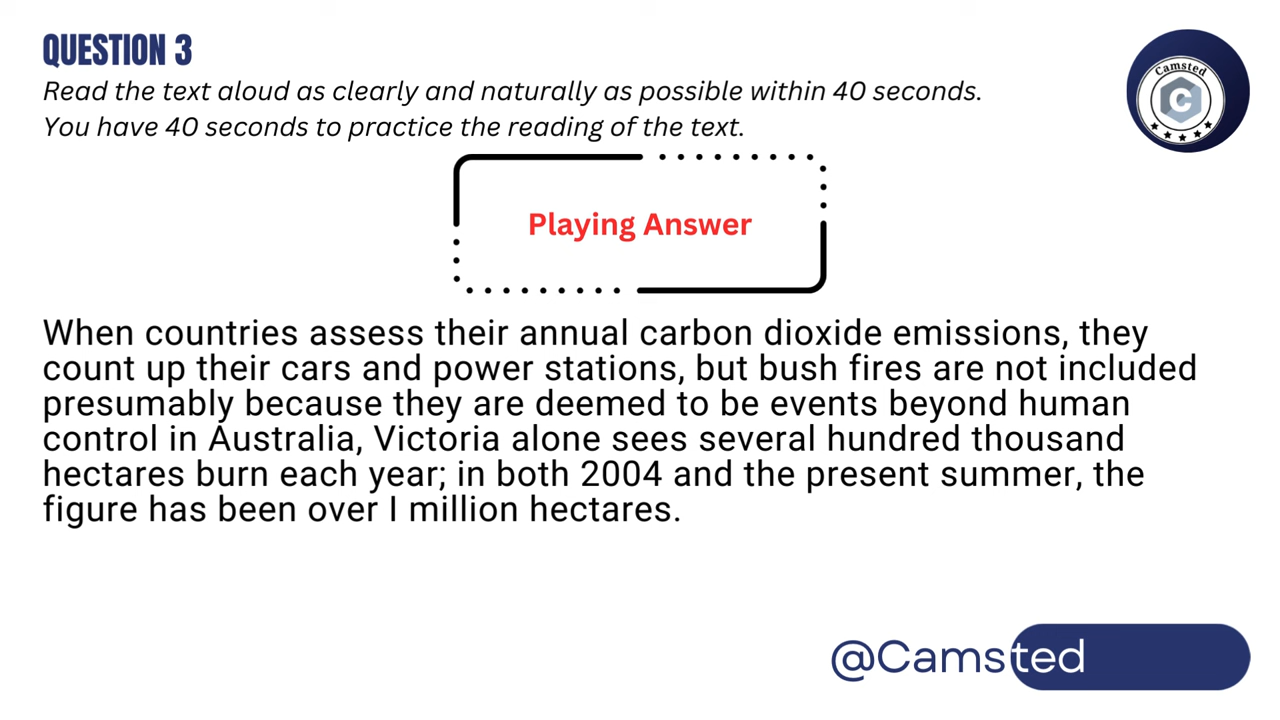 QUESTION 3
Read the text aloud as clearly and naturally as possible within 40 seconds.
You have 40 seconds to practice the reading of the text.
Camsted
C
Playing Answer
When countries assess their annual carbon dioxide emissions, they
count up their cars and power stations, but bush fires are not included
presumably because they are deemed to be events beyond human
control in Australia, Victoria alone sees several hundred thousand
hectares burn each year; in both 2004 and the present summer, the
figure has been over I million hectares.
@Camsted